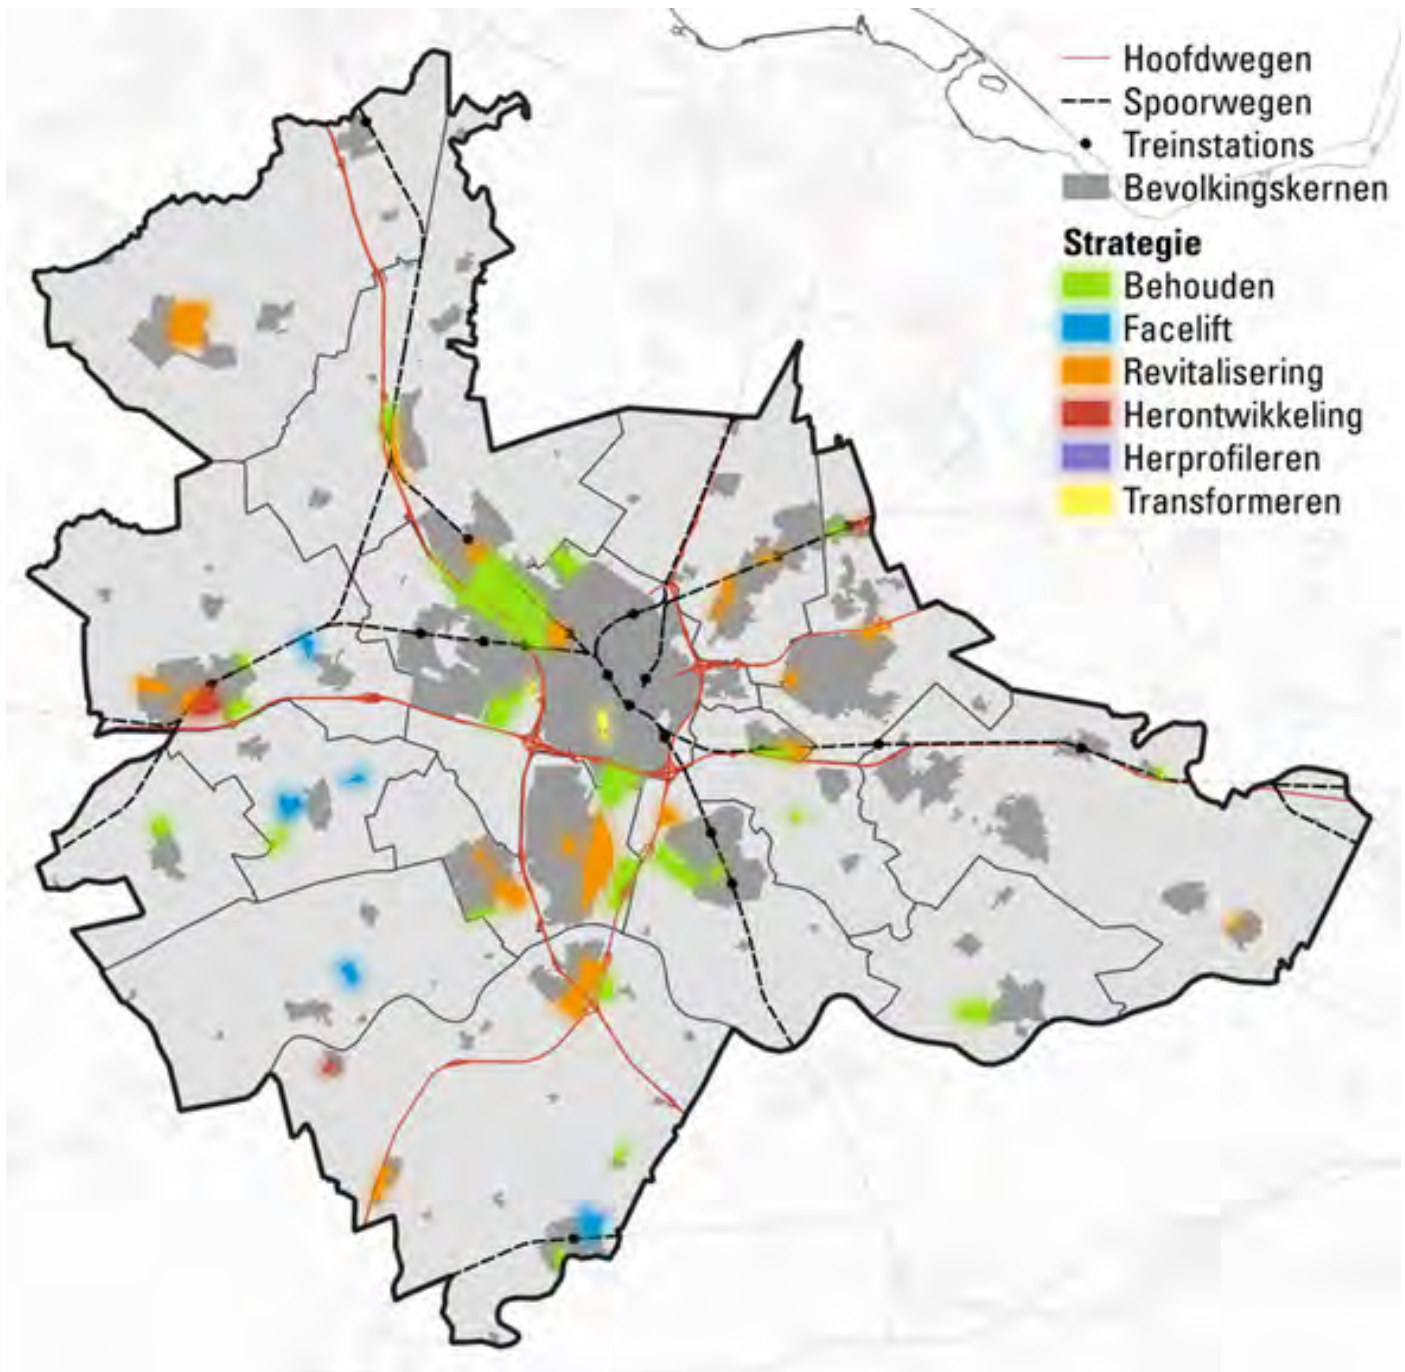 Hoofdwegen
Spoorwegen
Treinstations
Bevolkingskernen
Strategie
Behouden
Facelift
Revitalisering
Herontwikkeling
Herprofileren
Transformeren